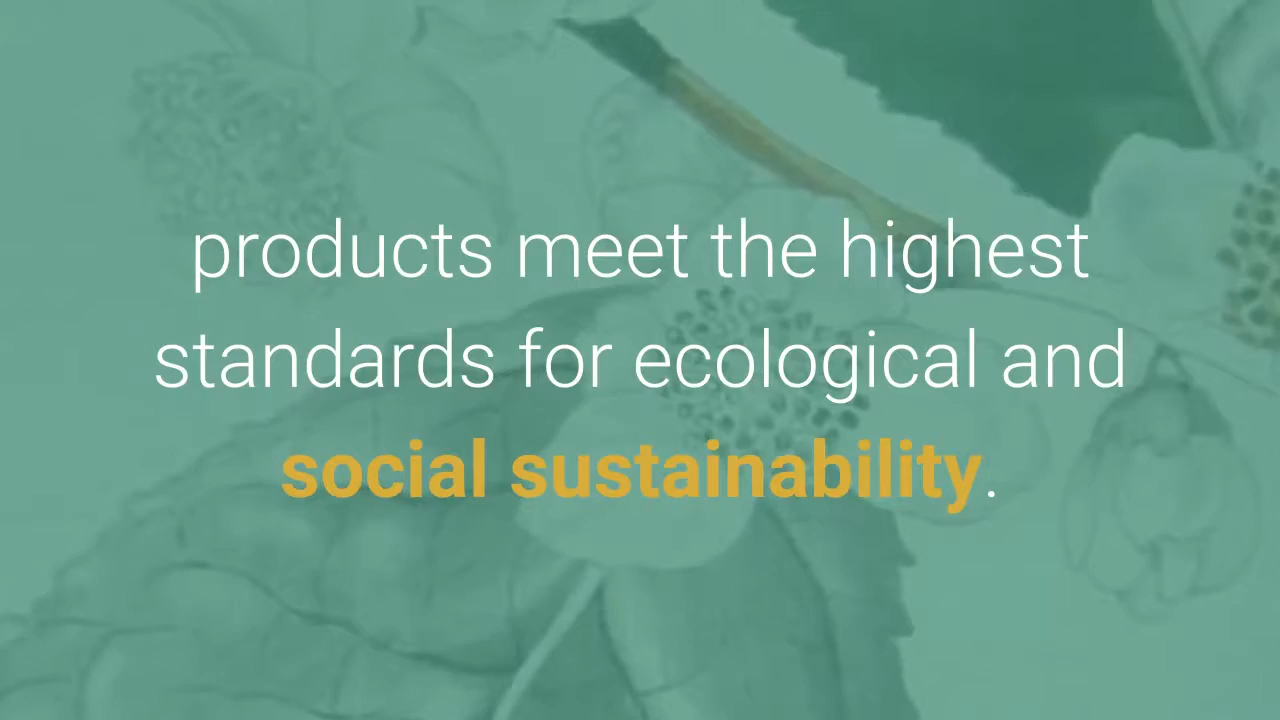 products meet the highest
standards for ecological and
social sustainability.